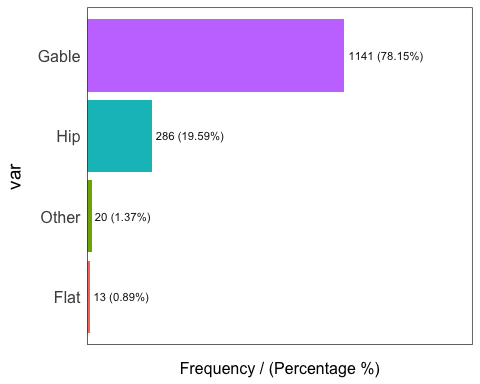 Gable
1141 (78.15%)
Hip
286 (19.59%)
Other
20 (1.37%)
Flat
13 (0.89%)
var
Frequency / (Percentage %)